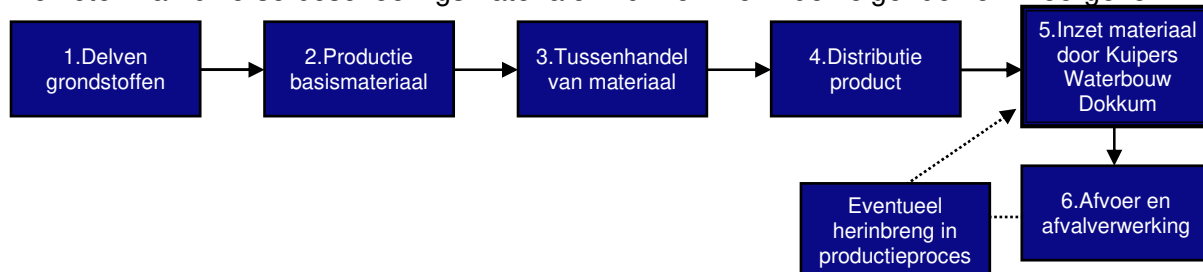 1.Delven
grondstoffen
2.Productie
basismateriaal
3.Tussenhandel
van materiaal
4.Distributie
product
5.Inzet materiaal
door Kuipers
Waterbouw
Dokkum
Eventueel
herinbreng in
productieproces
6.Afvoer en
afvalverwerking